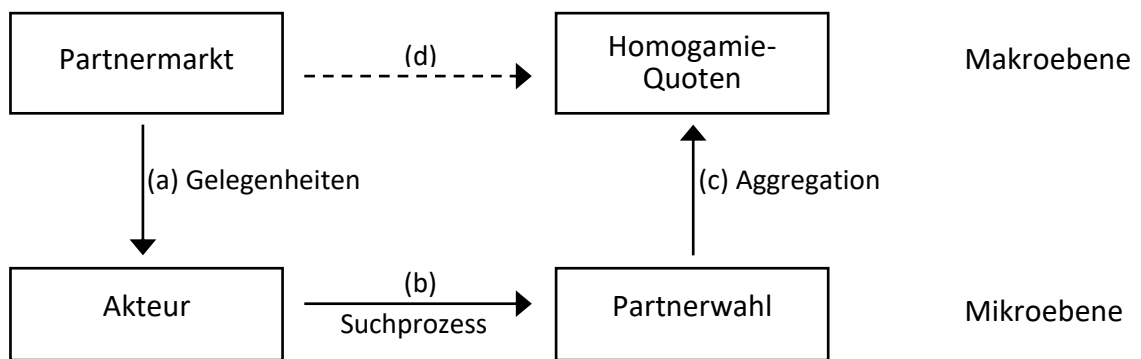 Partnermarkt
(d)
Homogamie-
Quoten
Makroebene
(a) Gelegenheiten
(c) Aggregation
Akteur
(b)
Suchprozess
Partnerwahl
Mikroebene